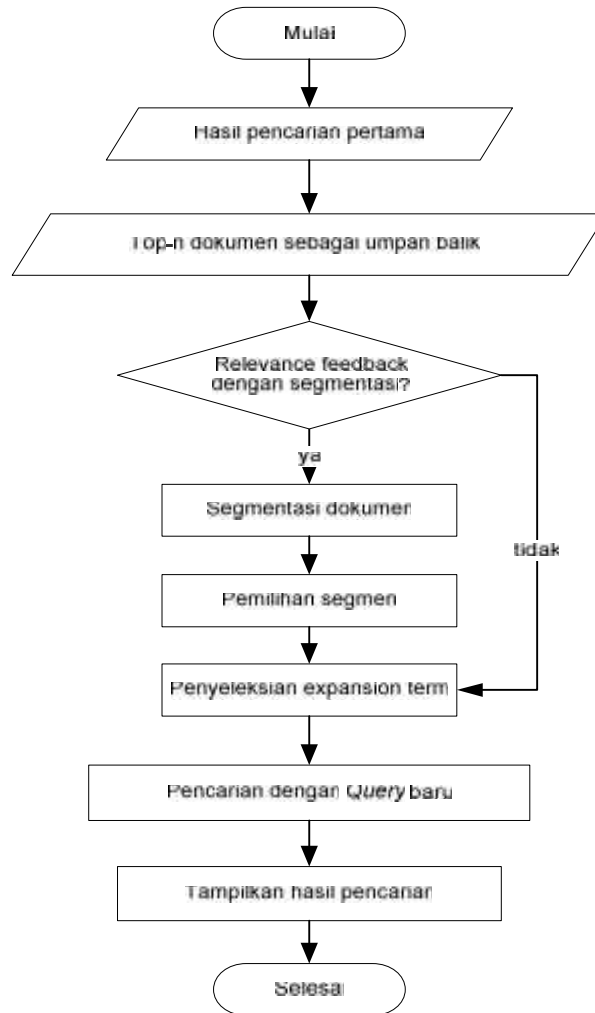 Mulai
Hasil pencarian pertama
Top-n dokumen sebagai umpan balik
Relevance feedback
dengan segmentasi?
ya
Segmentasi dokumen
tidak
Pemilihan segmen
Penyeleksian expansion term
Pencarian dengan Query baru
Tampilkan hasil pencarian
Selesai